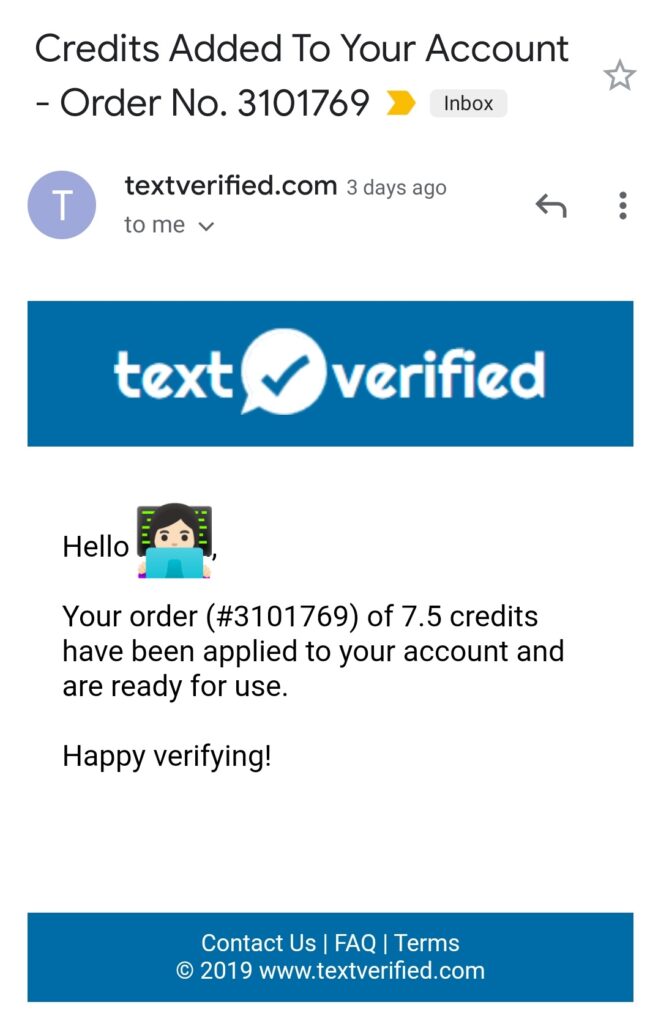 Credits Added To Your Account
- Order No. 3101769 Inbox
T
textverified.com 3 days ago
to me
text verified
Hello ,
Your order (#3101769) of 7.5 credits
have been applied to your account and
are ready for use.
Happy verifying!
Contact Us | FAQ | Terms
© 2019 www.textverified.com